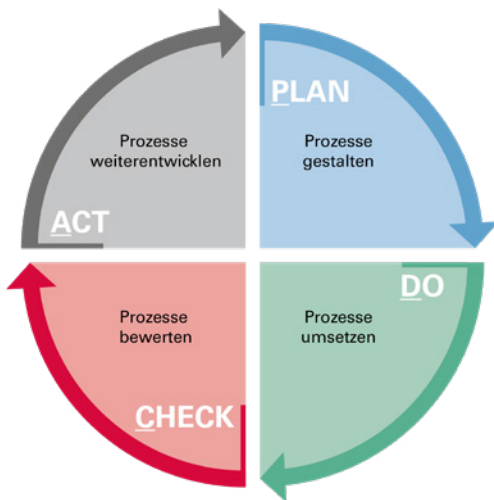 PLAN
Prozesse
gestalten
DO
Prozesse
umsetzen
CHECK
Prozesse
bewerten
ACT
Prozesse
weiterentwicklen